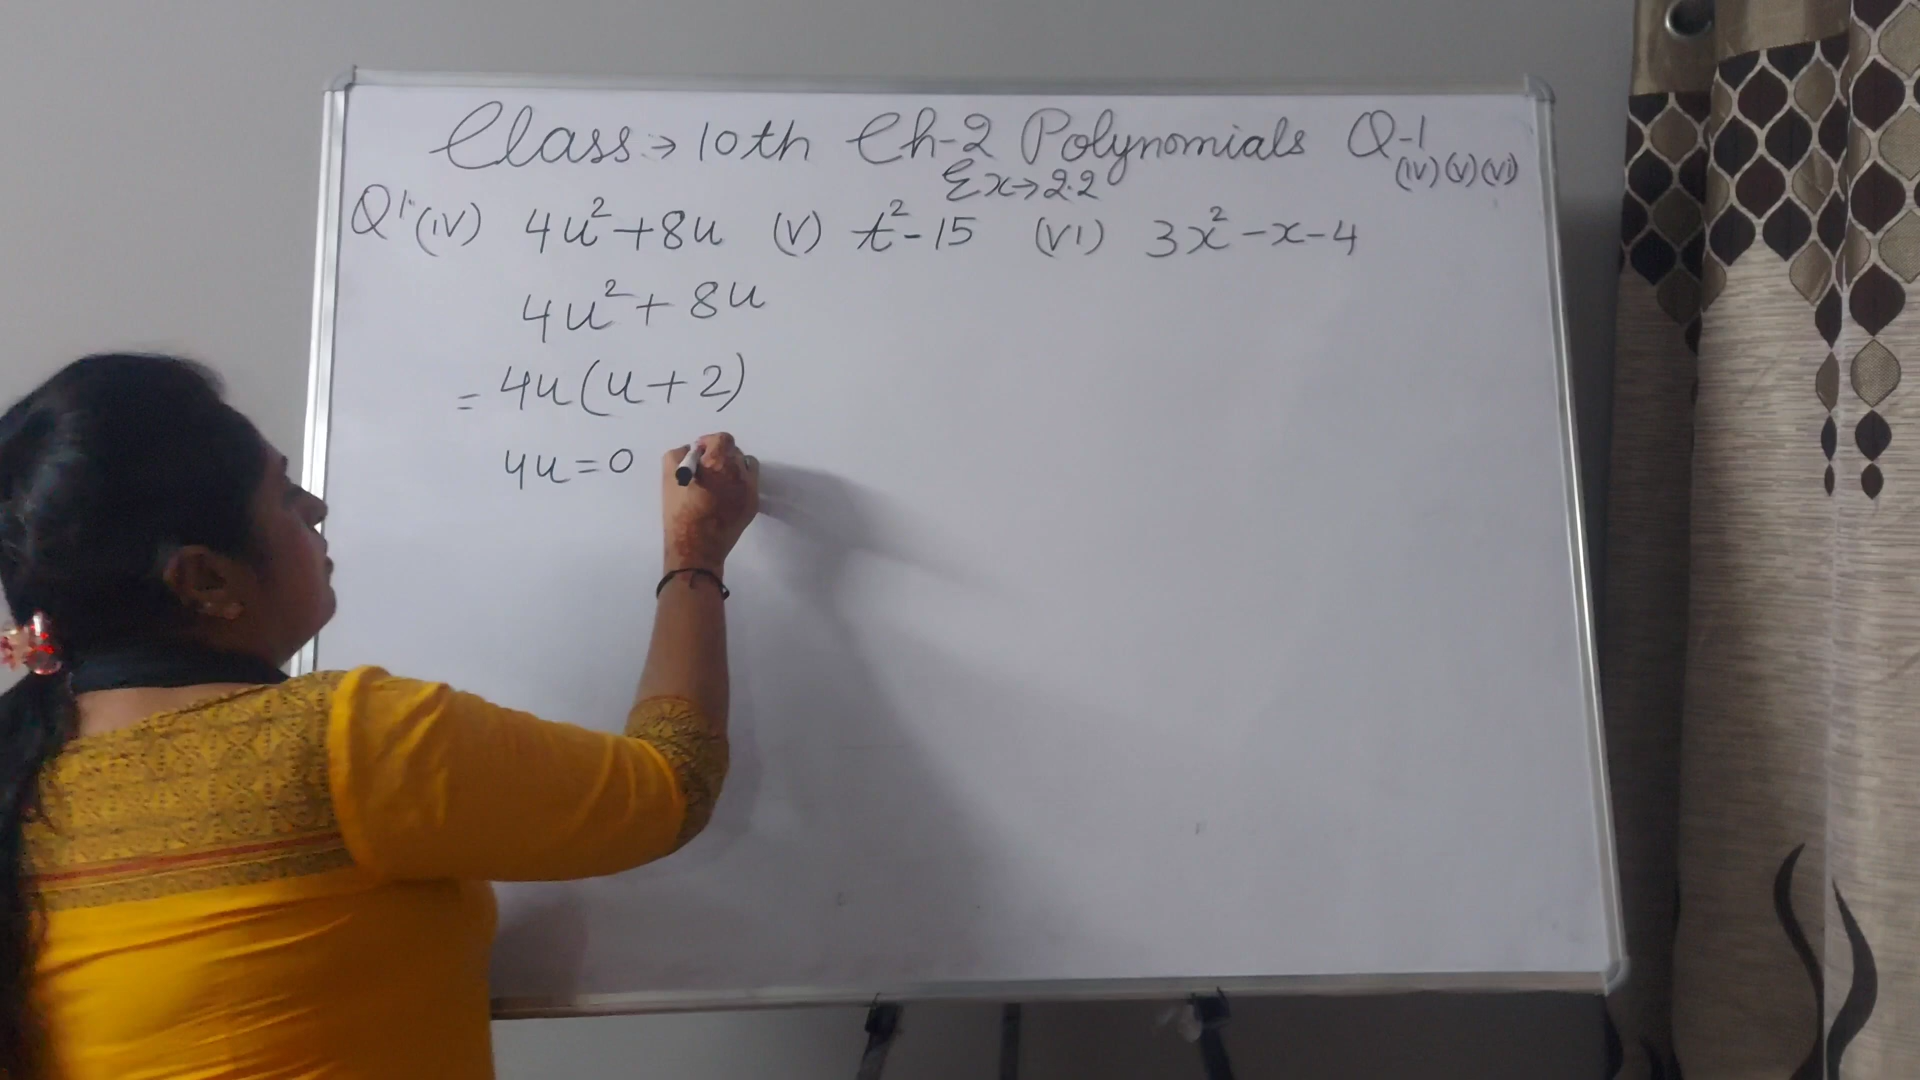 Class → 10th Ch-2 Polynomials Q-1
Ex → 2.2 (iv) (v) (vi)
Q1. (iv) 4u²+8u (v) t²-15 (vi) 3x²-x-4
4u²+8u
= 4u(u+2)
4u=0